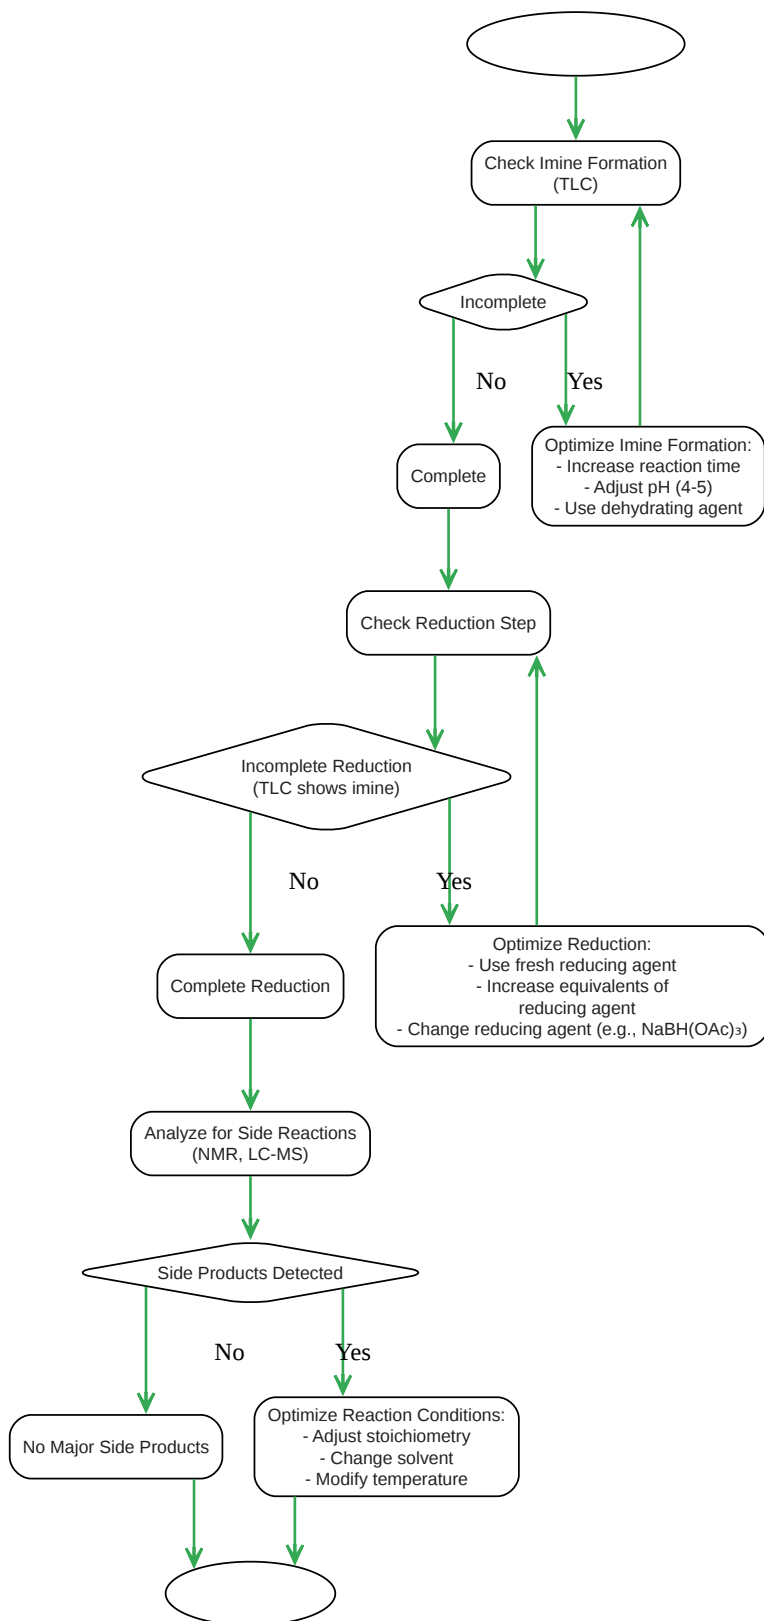 Check Imine Formation
(TLC)
Incomplete
No
Yes
Optimize Imine Formation:
- Increase reaction time
- Adjust pH (4-5)
- Use dehydrating agent
Complete
Check Reduction Step
Incomplete Reduction
(TLC shows imine)
No
Yes
Optimize Reduction:
- Use fresh reducing agent
- Increase equivalents of
reducing agent
- Change reducing agent (e.g., NaBH(OAc)₃)
Complete Reduction
Analyze for Side Reactions
(NMR, LC-MS)
Side Products Detected
No
Yes
Optimize Reaction Conditions:
- Adjust stoichiometry
- Change solvent
- Modify temperature
No Major Side Products